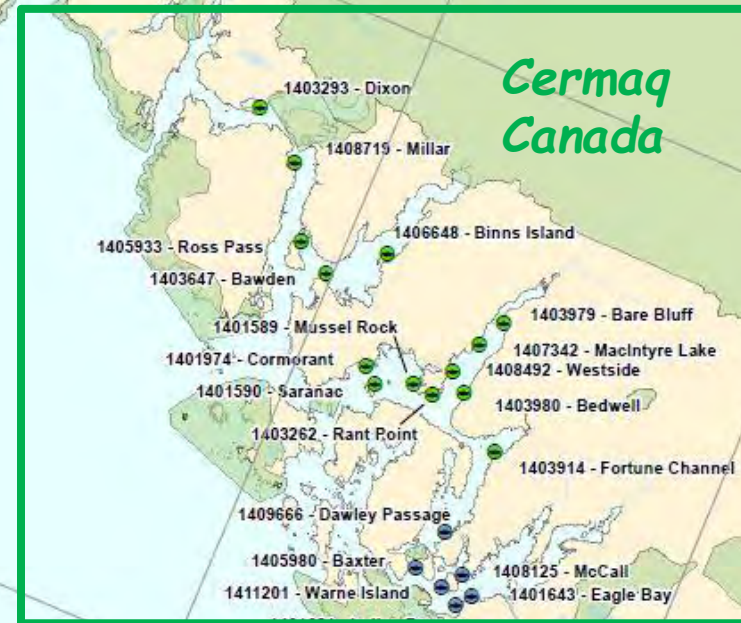 Cermaq
Canada
1403293 - Dixon
1408719 - Millar
1406648 - Binns Island
1405933 - Ross Pass
1403647 - Bawden
1403979 - Bare Bluff
1401589 - Mussel Rock
1407342 - MacIntyre Lake
1401974 - Cormorant
1408492 - Westside
1401590 - Saranac
1403980 - Bedwell
1403262 - Rant Point
1403914 - Fortune Channel
1409666 - Dawley Passage
1405980 - Baxter
1408125 - McCall
1411201 - Warne Island
1401643 - Eagle Bay